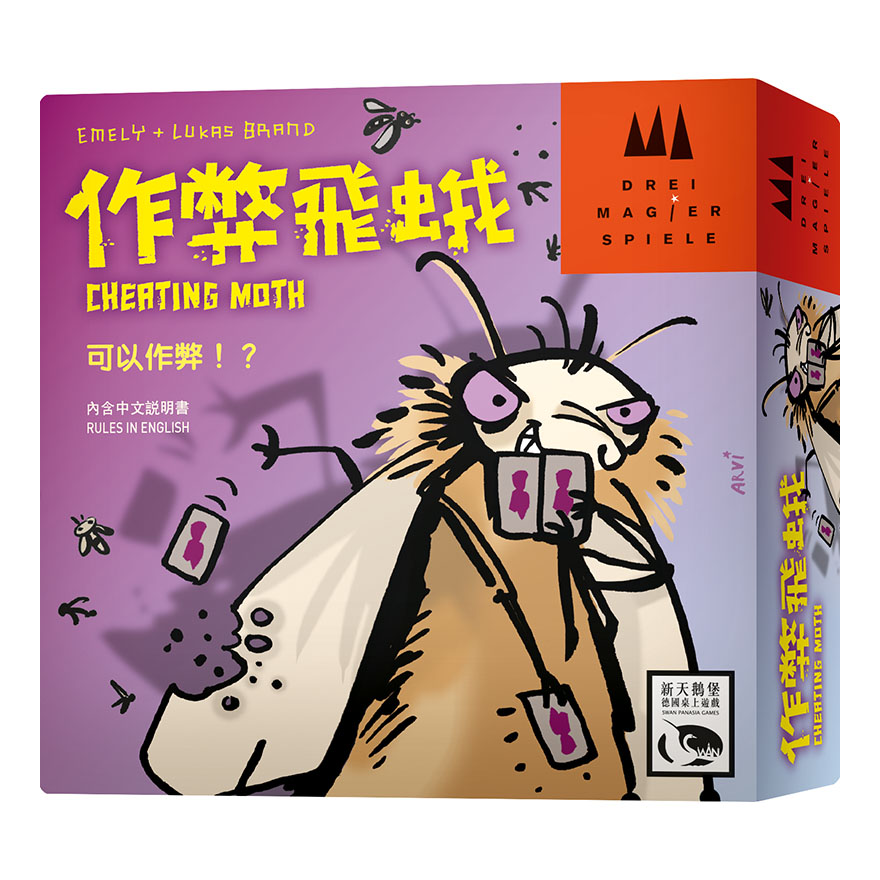 EMELY + LUKAS BRAND
作弊飛蛾
CHEATING MOTH
可以作弊！？
內含中文説明書
RULES IN ENGLISH
DREI
MAGIER
SPIELE
ARVI
新天鵝堡
德國桌上遊戲
SWAN PANASIA GAMES
SWAN
DREI
MAGIER
SPIELE
作弊飛蛾
CHEATING MOTH